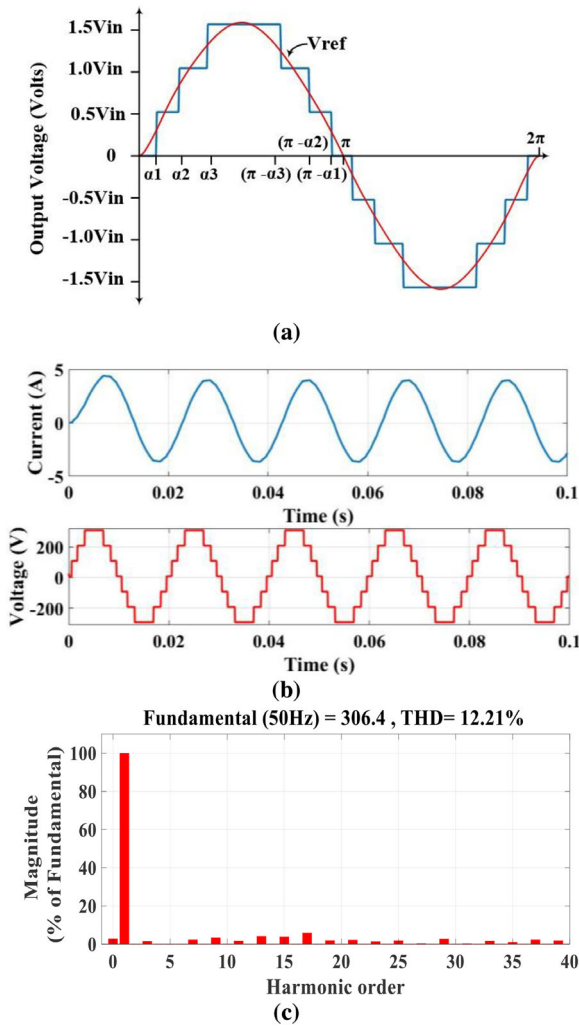 Output Voltage (Volts)
1.5Vin
1.0Vin
0.5Vin
0
-0.5Vin
-1.0Vin
-1.5Vin
Vref
(π -α2) π 2π
α1 α2 α3 (π -α3) (π -α1)
(a)
Current (A)
5
0
-5
0 0.02 0.04 0.06 0.08 0.1
Time (s)
Voltage (V)
200
0
-200
0 0.02 0.04 0.06 0.08 0.1
Time (s)
(b)
Fundamental (50Hz) = 306.4 , THD= 12.21%
Magnitude
(% of Fundamental)
100
80
60
40
20
0
0 5 10 15 20 25 30 35 40
Harmonic order
(c)